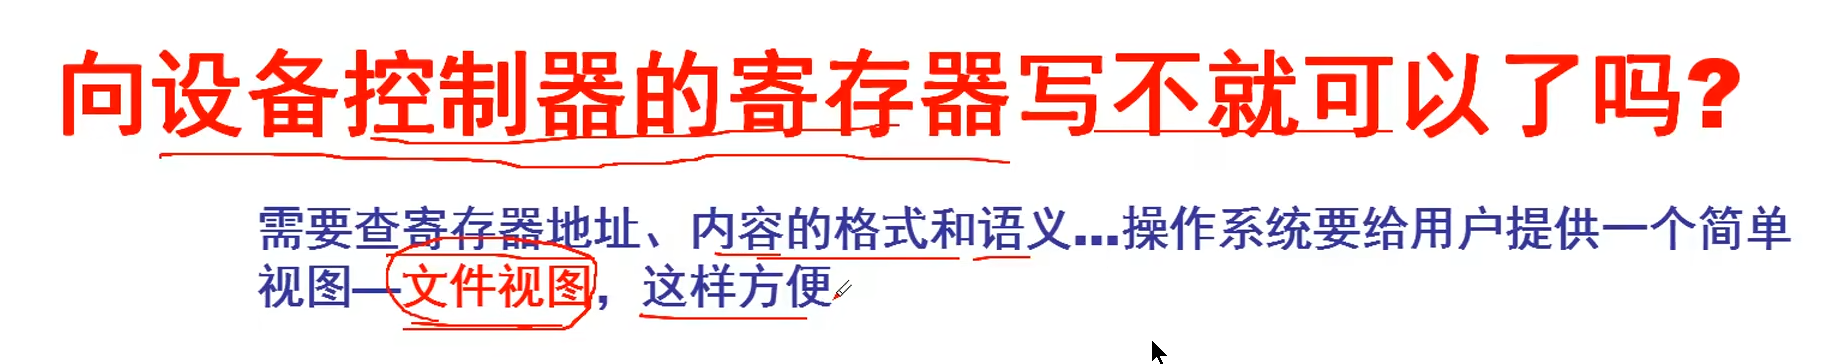 向设备控制器的寄存器写不就可以了吗?
需要查寄存器地址、内容的格式和语义...操作系统要给用户提供一个简单
视图—文件视图，这样方便